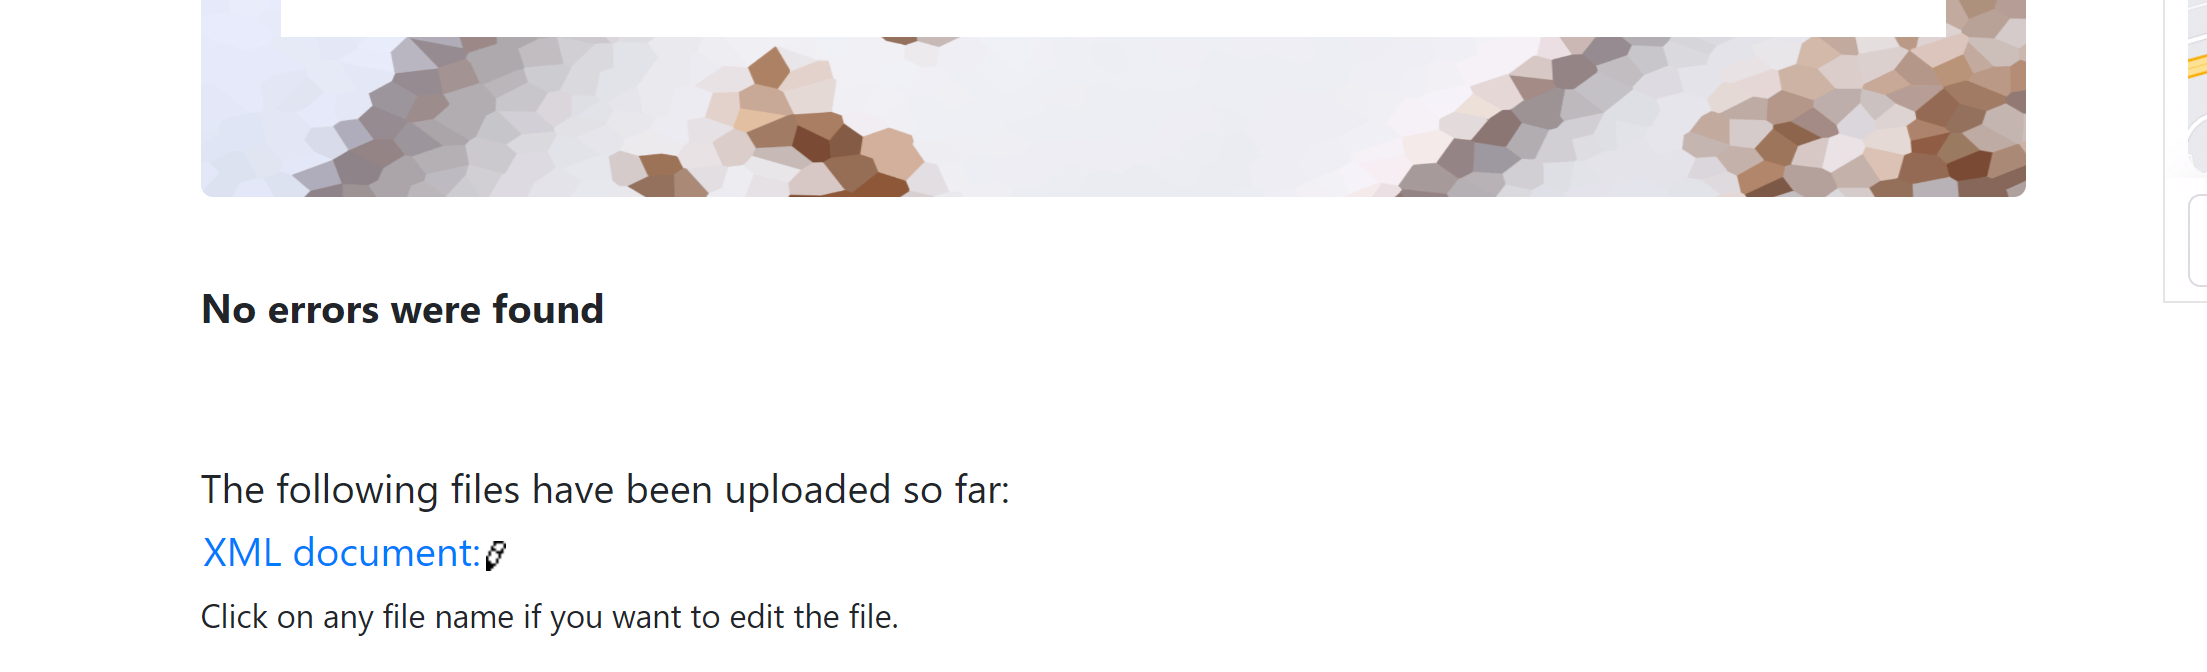 No errors were found
The following files have been uploaded so far:
XML document:
Click on any file name if you want to edit the file.